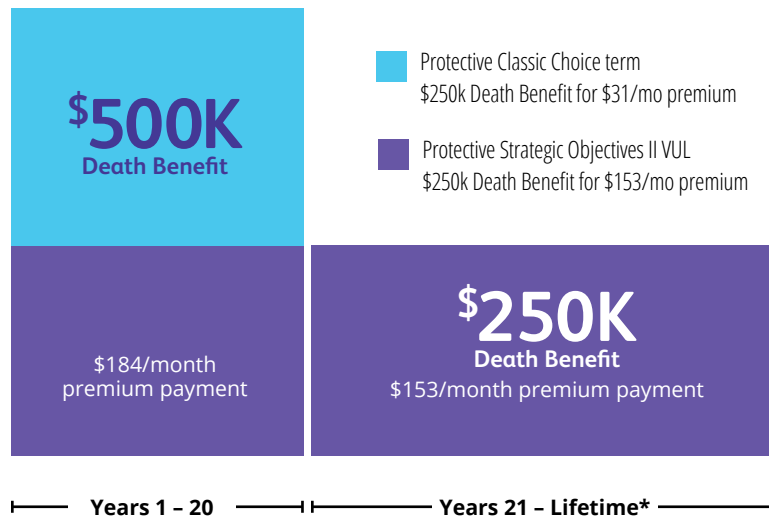 $500K
Death Benefit
Protective Classic Choice term
$250k Death Benefit for $31/mo premium
Protective Strategic Objectives II VUL
$250k Death Benefit for $153/mo premium
$184/month
premium payment
$250K
Death Benefit
$153/month premium payment
Years 1 – 20
Years 21 – Lifetime*